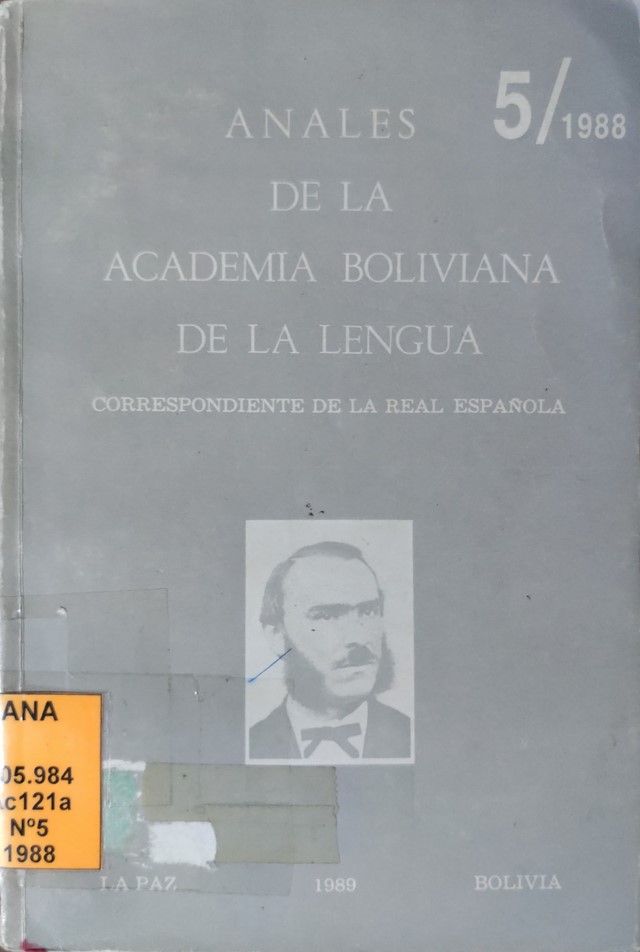 5/1988
ANALES
DE LA
ACADEMIA BOLIVIANA
DE LA LENGUA
CORRESPONDIENTE DE LA REAL ESPAÑOLA
ANA
05.984
c121a
Nº5
1988
LA PAZ 1989 BOLIVIA